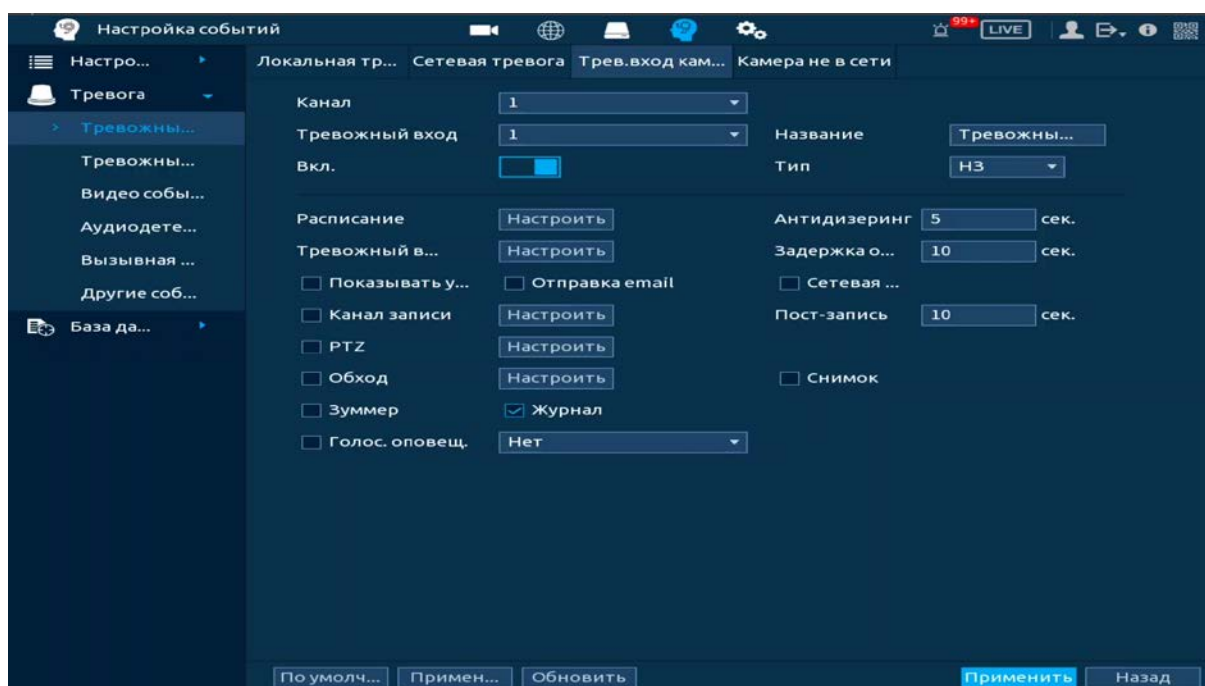 Настройка событий
99+
LIVE
Настро...
Локальная тр... Сетевая тревога Трев.вход кам... Камера не в сети
Тревога
Тревожны...
Тревожны...
Видео собы...
Аудиодете...
Вызывная ...
Другие соб...
База да...
Канал 1
Тревожный вход 1 Название Тревожны...
Вкл. Тип НЗ
Расписание Настроить Антидизеринг 5 сек.
Тревожный в... Настроить Задержка о... 10 сек.
Показывать у... Отправка email Сетевая ...
Канал записи Настроить Пост-запись 10 сек.
PTZ Настроить
Обход Настроить Снимок
Зуммер Журнал
Голос. оповещ. Нет
По умолч... Примен... Обновить Применить Назад